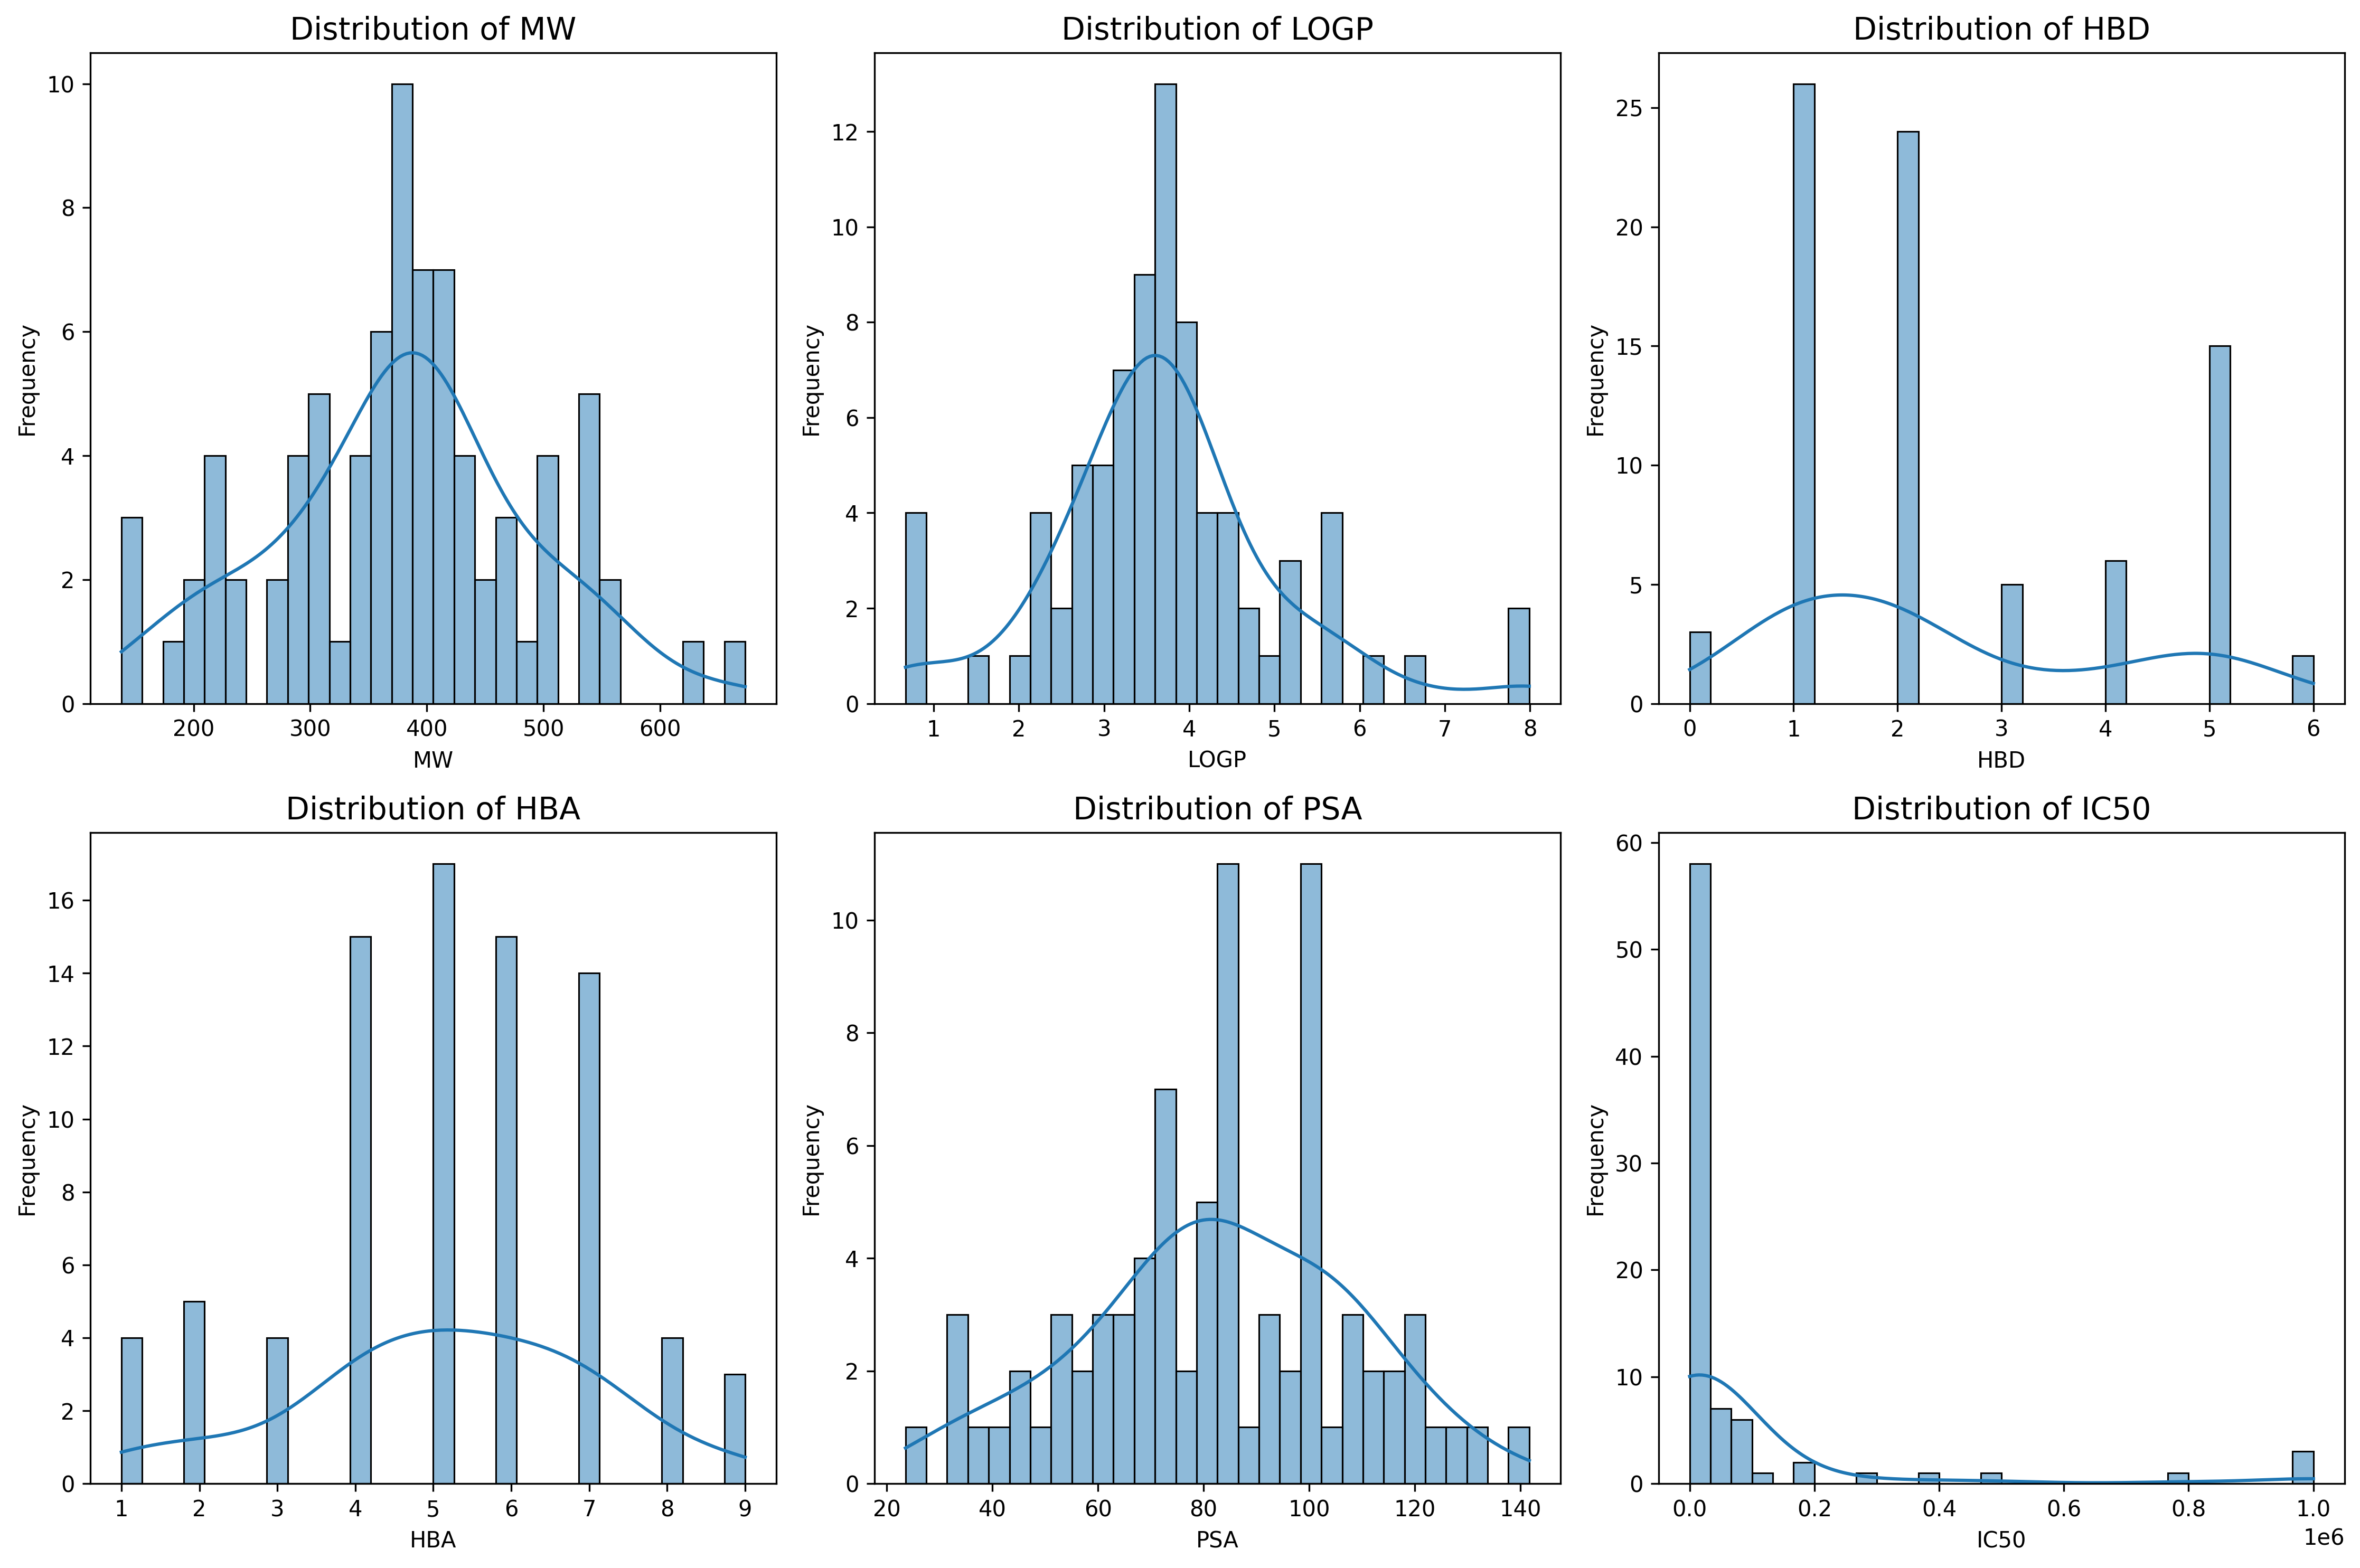 Distribution of MW
10
8
6
4
2
0
Frequency
200 300 400 500 600
MW
Distribution of LOGP
12
10
8
6
4
2
0
Frequency
1 2 3 4 5 6 7 8
LOGP
Distribution of HBD
25
20
15
10
5
0
Frequency
0 1 2 3 4 5 6
HBD
Distribution of HBA
16
14
12
10
8
6
4
2
0
Frequency
1 2 3 4 5 6 7 8 9
HBA
Distribution of PSA
10
8
6
4
2
0
Frequency
20 40 60 80 100 120 140
PSA
Distribution of IC50
60
50
40
30
20
10
0
Frequency
0.0 0.2 0.4 0.6 0.8 1.0
1e6
IC50